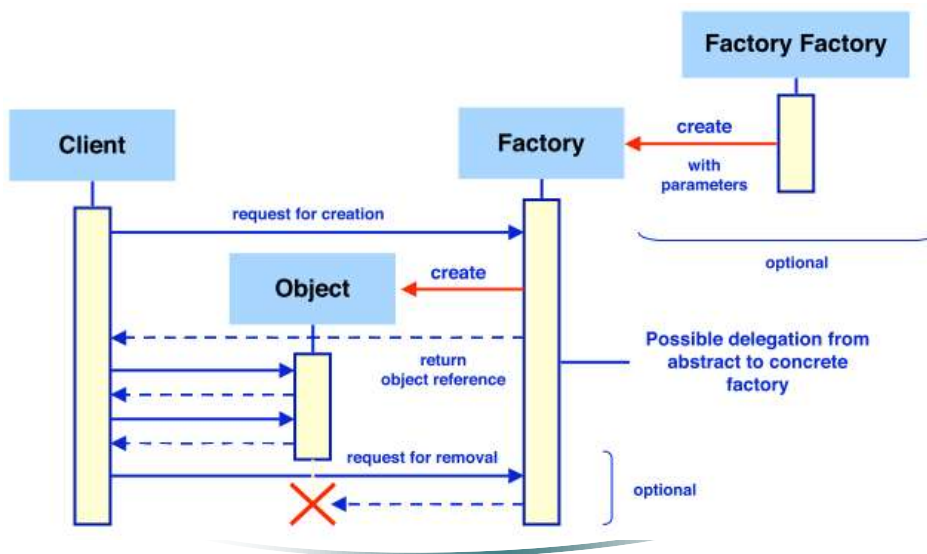 Factory Factory
Client
Factory
create
with
parameters
request for creation
optional
Object
create
return
object reference
Possible delegation from
abstract to concrete
factory
request for removal
optional